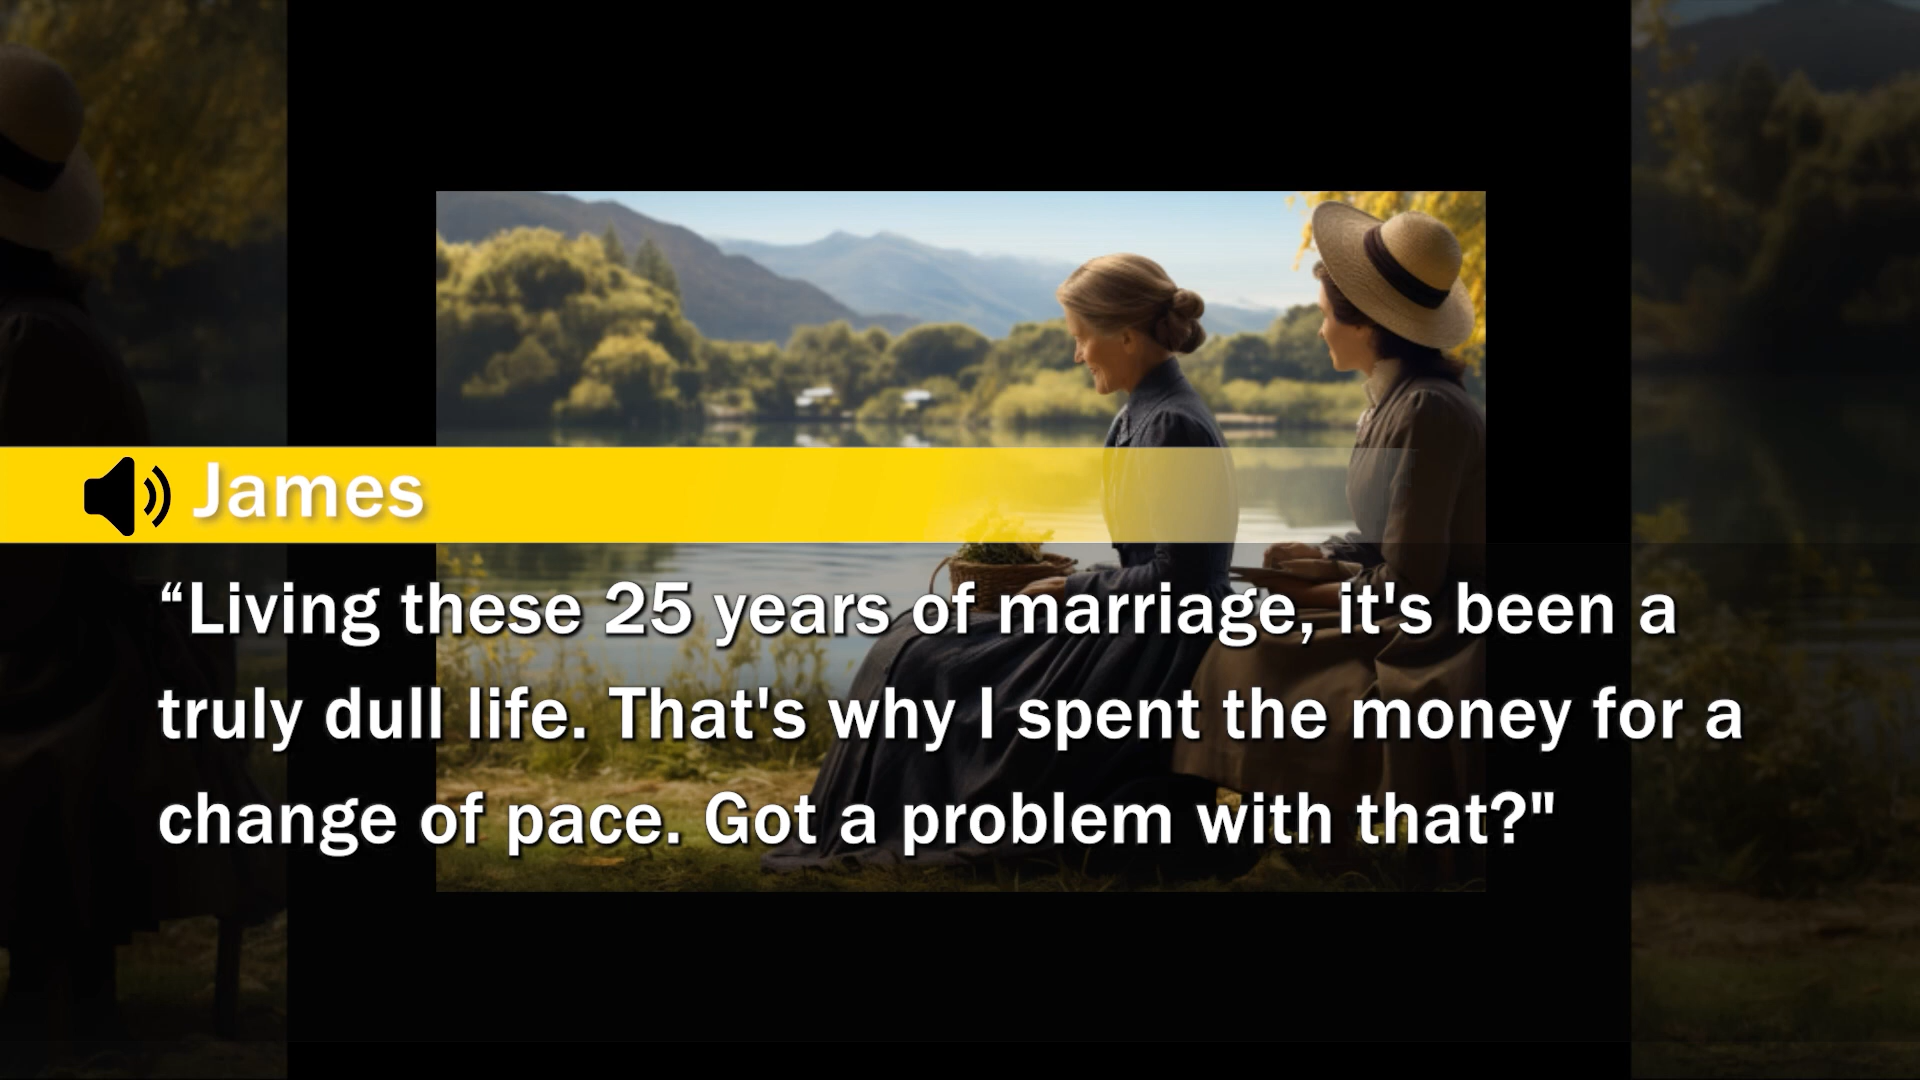 James
“Living these 25 years of marriage, it's been a
truly dull life. That's why I spent the money for a
change of pace. Got a problem with that?"